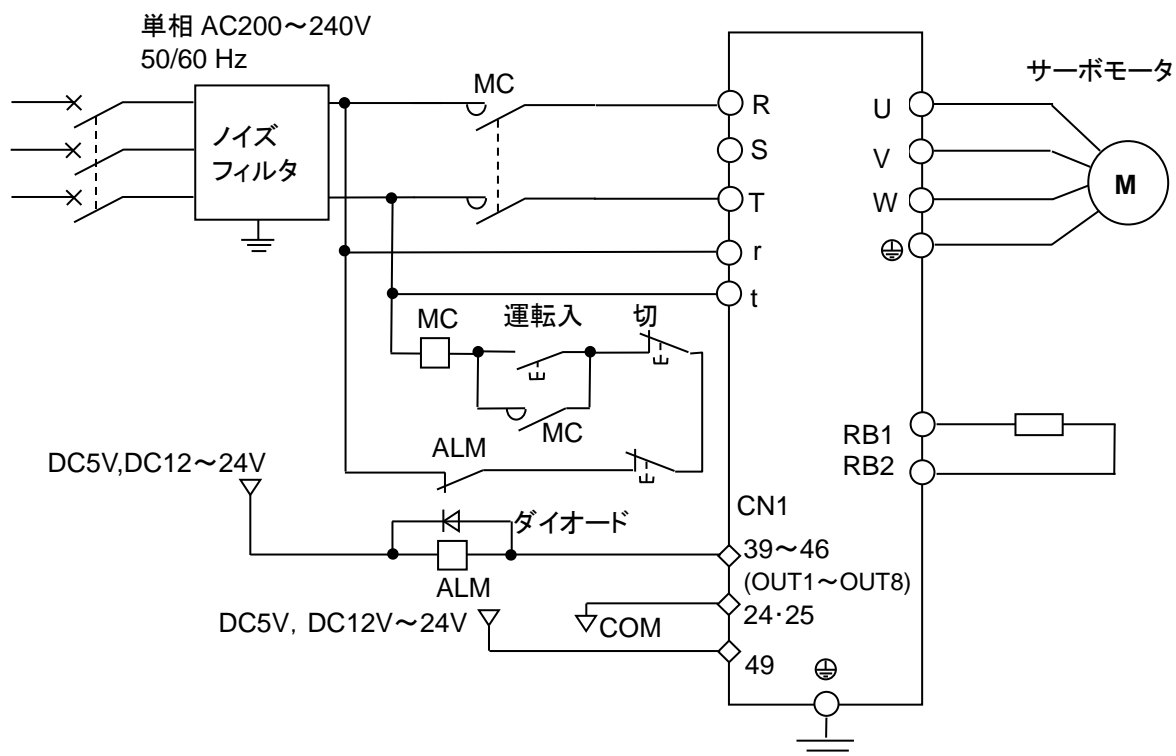 単相 AC200～240V
50/60 Hz
ノイズ
フィルタ
MC
R
S
T
r
t
U
V
W
サーボモータ
M
MC
運転入
切
MC
ALM
RB1
RB2
DC5V,DC12～24V
ダイオード
ALM
CN1
39～46
(OUT1～OUT8)
24･25
COM
DC5V, DC12V～24V
49